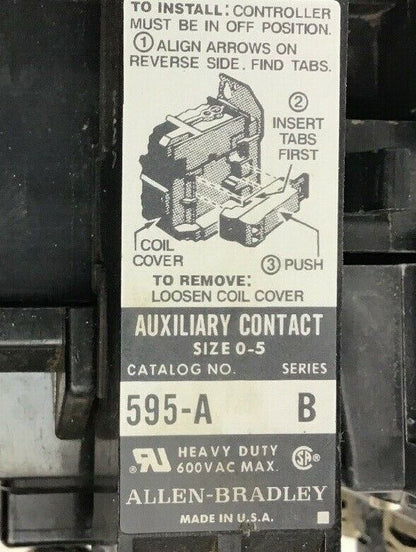 TO INSTALL: CONTROLLER
MUST BE IN OFF POSITION.
① ALIGN ARROWS ON
REVERSE SIDE. FIND TABS.
②
INSERT
TABS
FIRST
COIL
COVER
③ PUSH
TO REMOVE:
LOOSEN COIL COVER
AUXILIARY CONTACT
SIZE 0-5
CATALOG NO. SERIES
595-A B
HEAVY DUTY
600VAC MAX.
ALLEN-BRADLEY
MADE IN U.S.A.